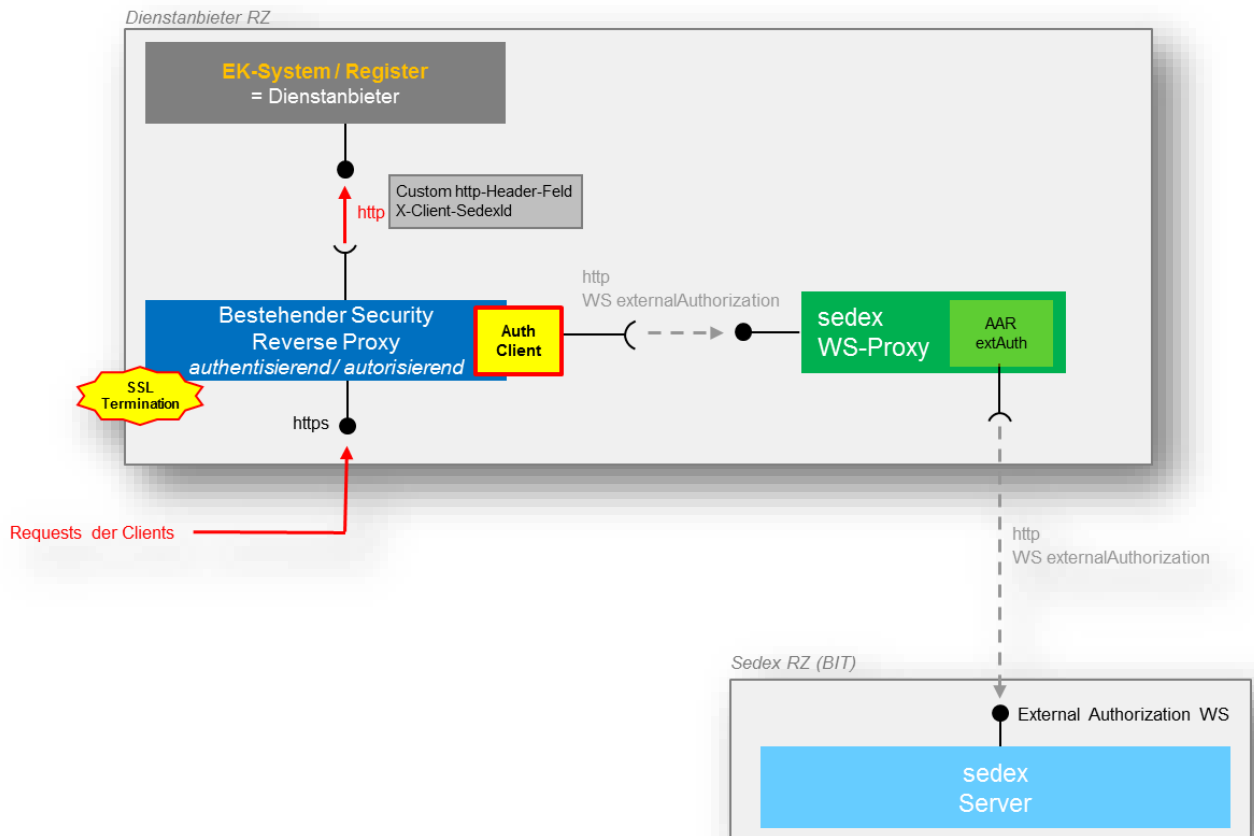 Dienstanbieter RZ
EK-System / Register
= Dienstanbieter
Custom http-Header-Feld
X-Client-SedexId
http
http
WS externalAuthorization
Bestehender Security
Reverse Proxy
authentisierend / autorisierend
Auth
Client
sedex
WS-Proxy
AAR
extAuth
SSL
Termination
https
Requests der Clients
http
WS externalAuthorization
Sedex RZ (BIT)
External Authorization WS
sedex
Server